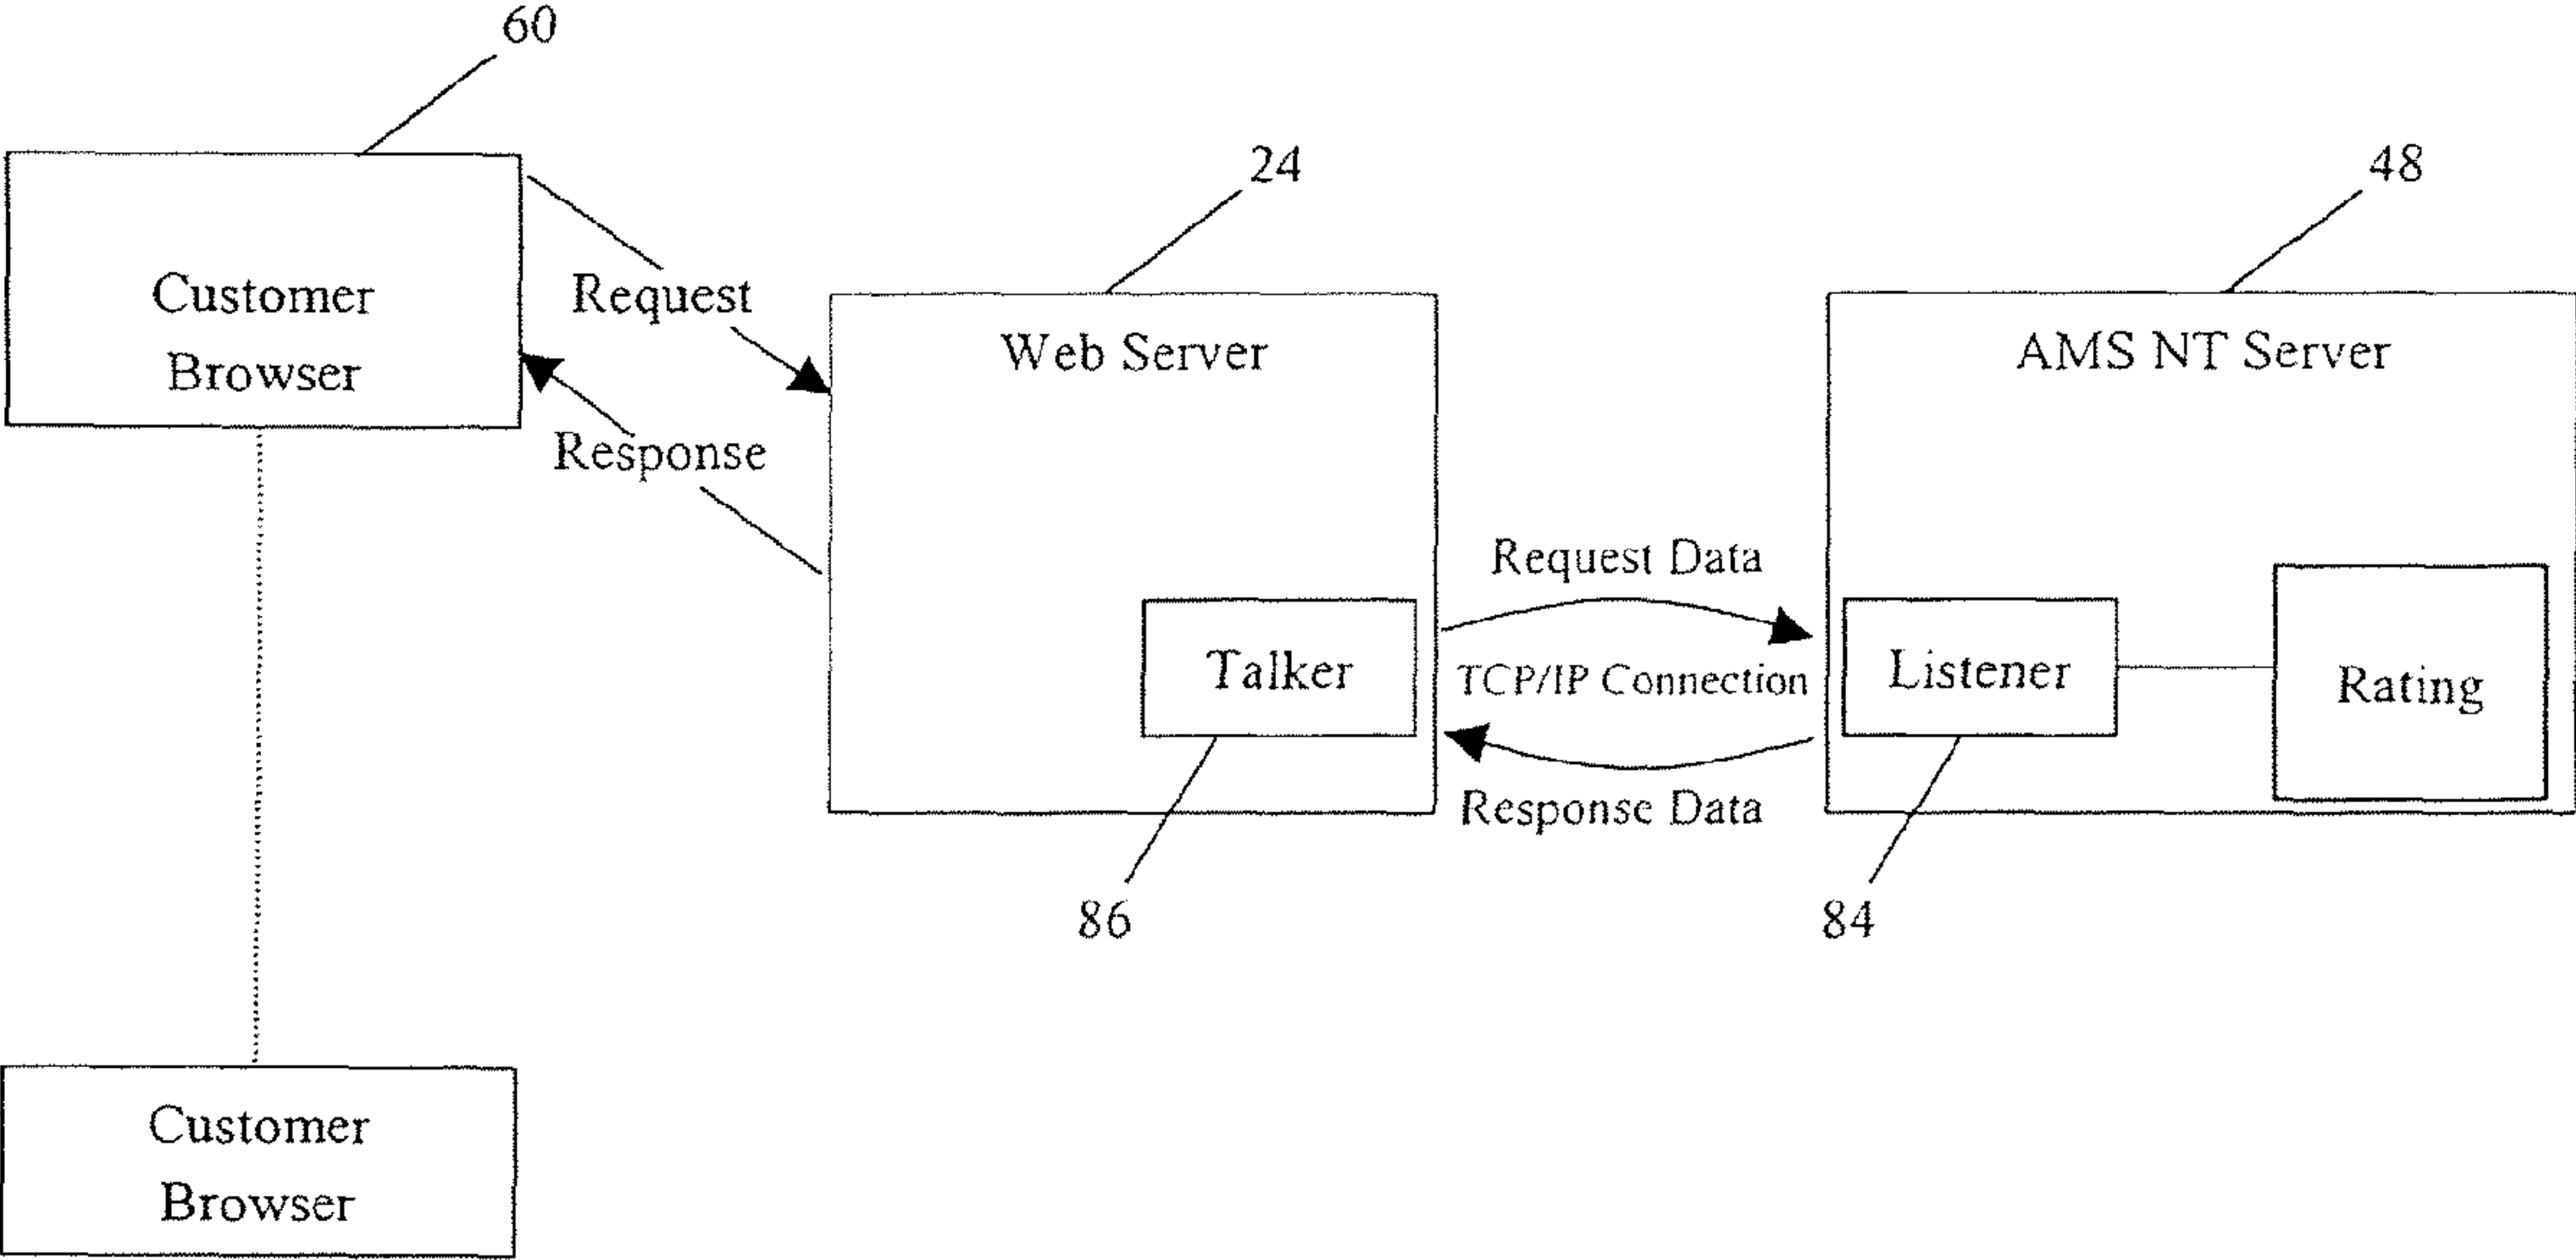 60
24
48
Customer
Browser
Request
Response
Web Server
AMS NT Server
Request Data
Talker
TCP/IP Connection
Listener
Rating
Response Data
86
84
Customer
Browser